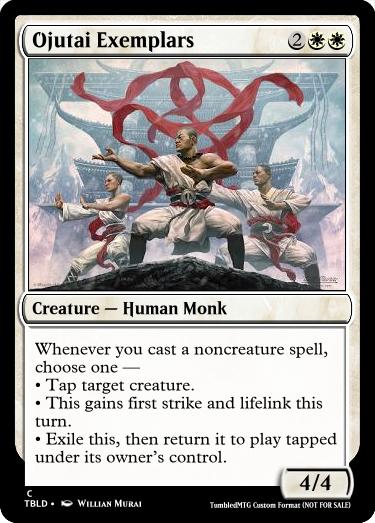 Ojutai Exemplars 2
Creature — Human Monk
Whenever you cast a noncreature spell,
choose one —
• Tap target creature.
• This gains first strike and lifelink this
turn.
• Exile this, then return it to play tapped
under its owner's control.
4/4
C
TBLD • WILLIAN MURAI
TumbledMTG Custom Format (NOT FOR SALE)